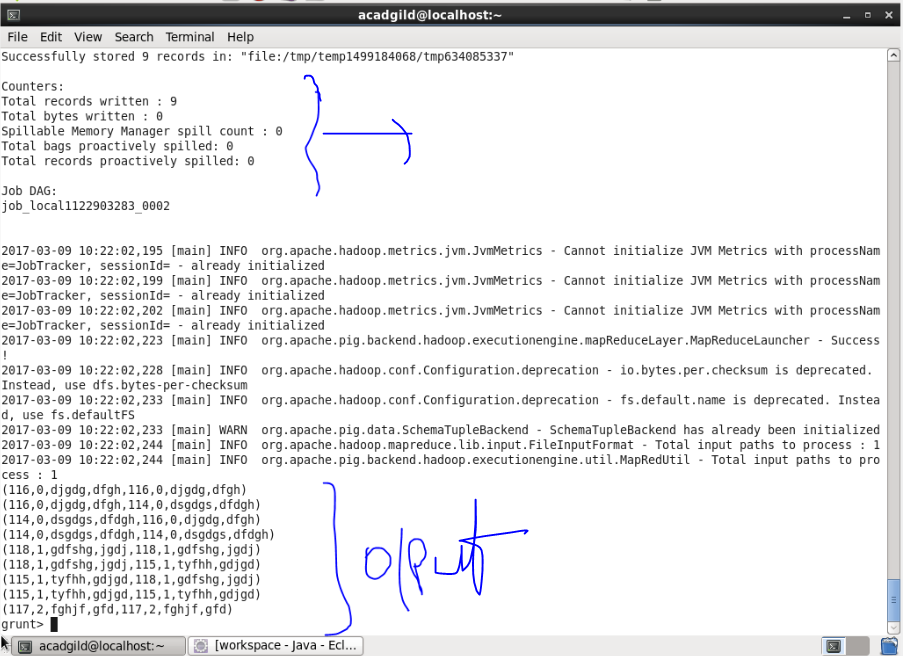 acadgild@localhost:~
File Edit View Search Terminal Help
Successfully stored 9 records in: "file:/tmp/temp1499184068/tmp634085337"
Counters:
Total records written : 9
Total bytes written : 0
Spillable Memory Manager spill count : 0
Total bags proactively spilled: 0
Total records proactively spilled: 0
Job DAG:
job_local1122903283_0002
2017-03-09 10:22:02,195 [main] INFO  org.apache.hadoop.metrics.jvm.JvmMetrics - Cannot initialize JVM Metrics with processNam
e=JobTracker, sessionId= - already initialized
2017-03-09 10:22:02,199 [main] INFO  org.apache.hadoop.metrics.jvm.JvmMetrics - Cannot initialize JVM Metrics with processNam
e=JobTracker, sessionId= - already initialized
2017-03-09 10:22:02,202 [main] INFO  org.apache.hadoop.metrics.jvm.JvmMetrics - Cannot initialize JVM Metrics with processNam
e=JobTracker, sessionId= - already initialized
2017-03-09 10:22:02,223 [main] INFO  org.apache.pig.backend.hadoop.executionengine.mapReduceLayer.MapReduceLauncher - Success
!
2017-03-09 10:22:02,228 [main] INFO  org.apache.hadoop.conf.Configuration.deprecation - io.bytes.per.checksum is deprecated.
Instead, use dfs.bytes-per-checksum
2017-03-09 10:22:02,233 [main] INFO  org.apache.hadoop.conf.Configuration.deprecation - fs.default.name is deprecated. Instea
d, use fs.defaultFS
2017-03-09 10:22:02,233 [main] WARN  org.apache.pig.data.SchemaTupleBackend - SchemaTupleBackend has already been initialized
2017-03-09 10:22:02,244 [main] INFO  org.apache.hadoop.mapreduce.lib.input.FileInputFormat - Total input paths to process : 1
2017-03-09 10:22:02,244 [main] INFO  org.apache.pig.backend.hadoop.executionengine.util.MapRedUtil - Total input paths to pro
cess : 1
(116,0,djgdg,dfgh,116,0,djgdg,dfgh)
(116,0,djgdg,dfgh,114,0,dsgdgs,dfdgh)
(114,0,dsgdgs,dfdgh,116,0,djgdg,dfgh)
(114,0,dsgdgs,dfdgh,114,0,dsgdgs,dfdgh)
(118,1,gdfshg,jgdj,118,1,gdfshg,jgdj)
(118,1,gdfshg,jgdj,115,1,tyfhh,gdjgd)
(115,1,tyfhh,gdjgd,118,1,gdfshg,jgdj)
(115,1,tyfhh,gdjgd,115,1,tyfhh,gdjgd)
(117,2,fghjf,gfd,117,2,fghjf,gfd)
O/Put
grunt>
acadgild@localhost:~
[workspace - Java - Ecl...